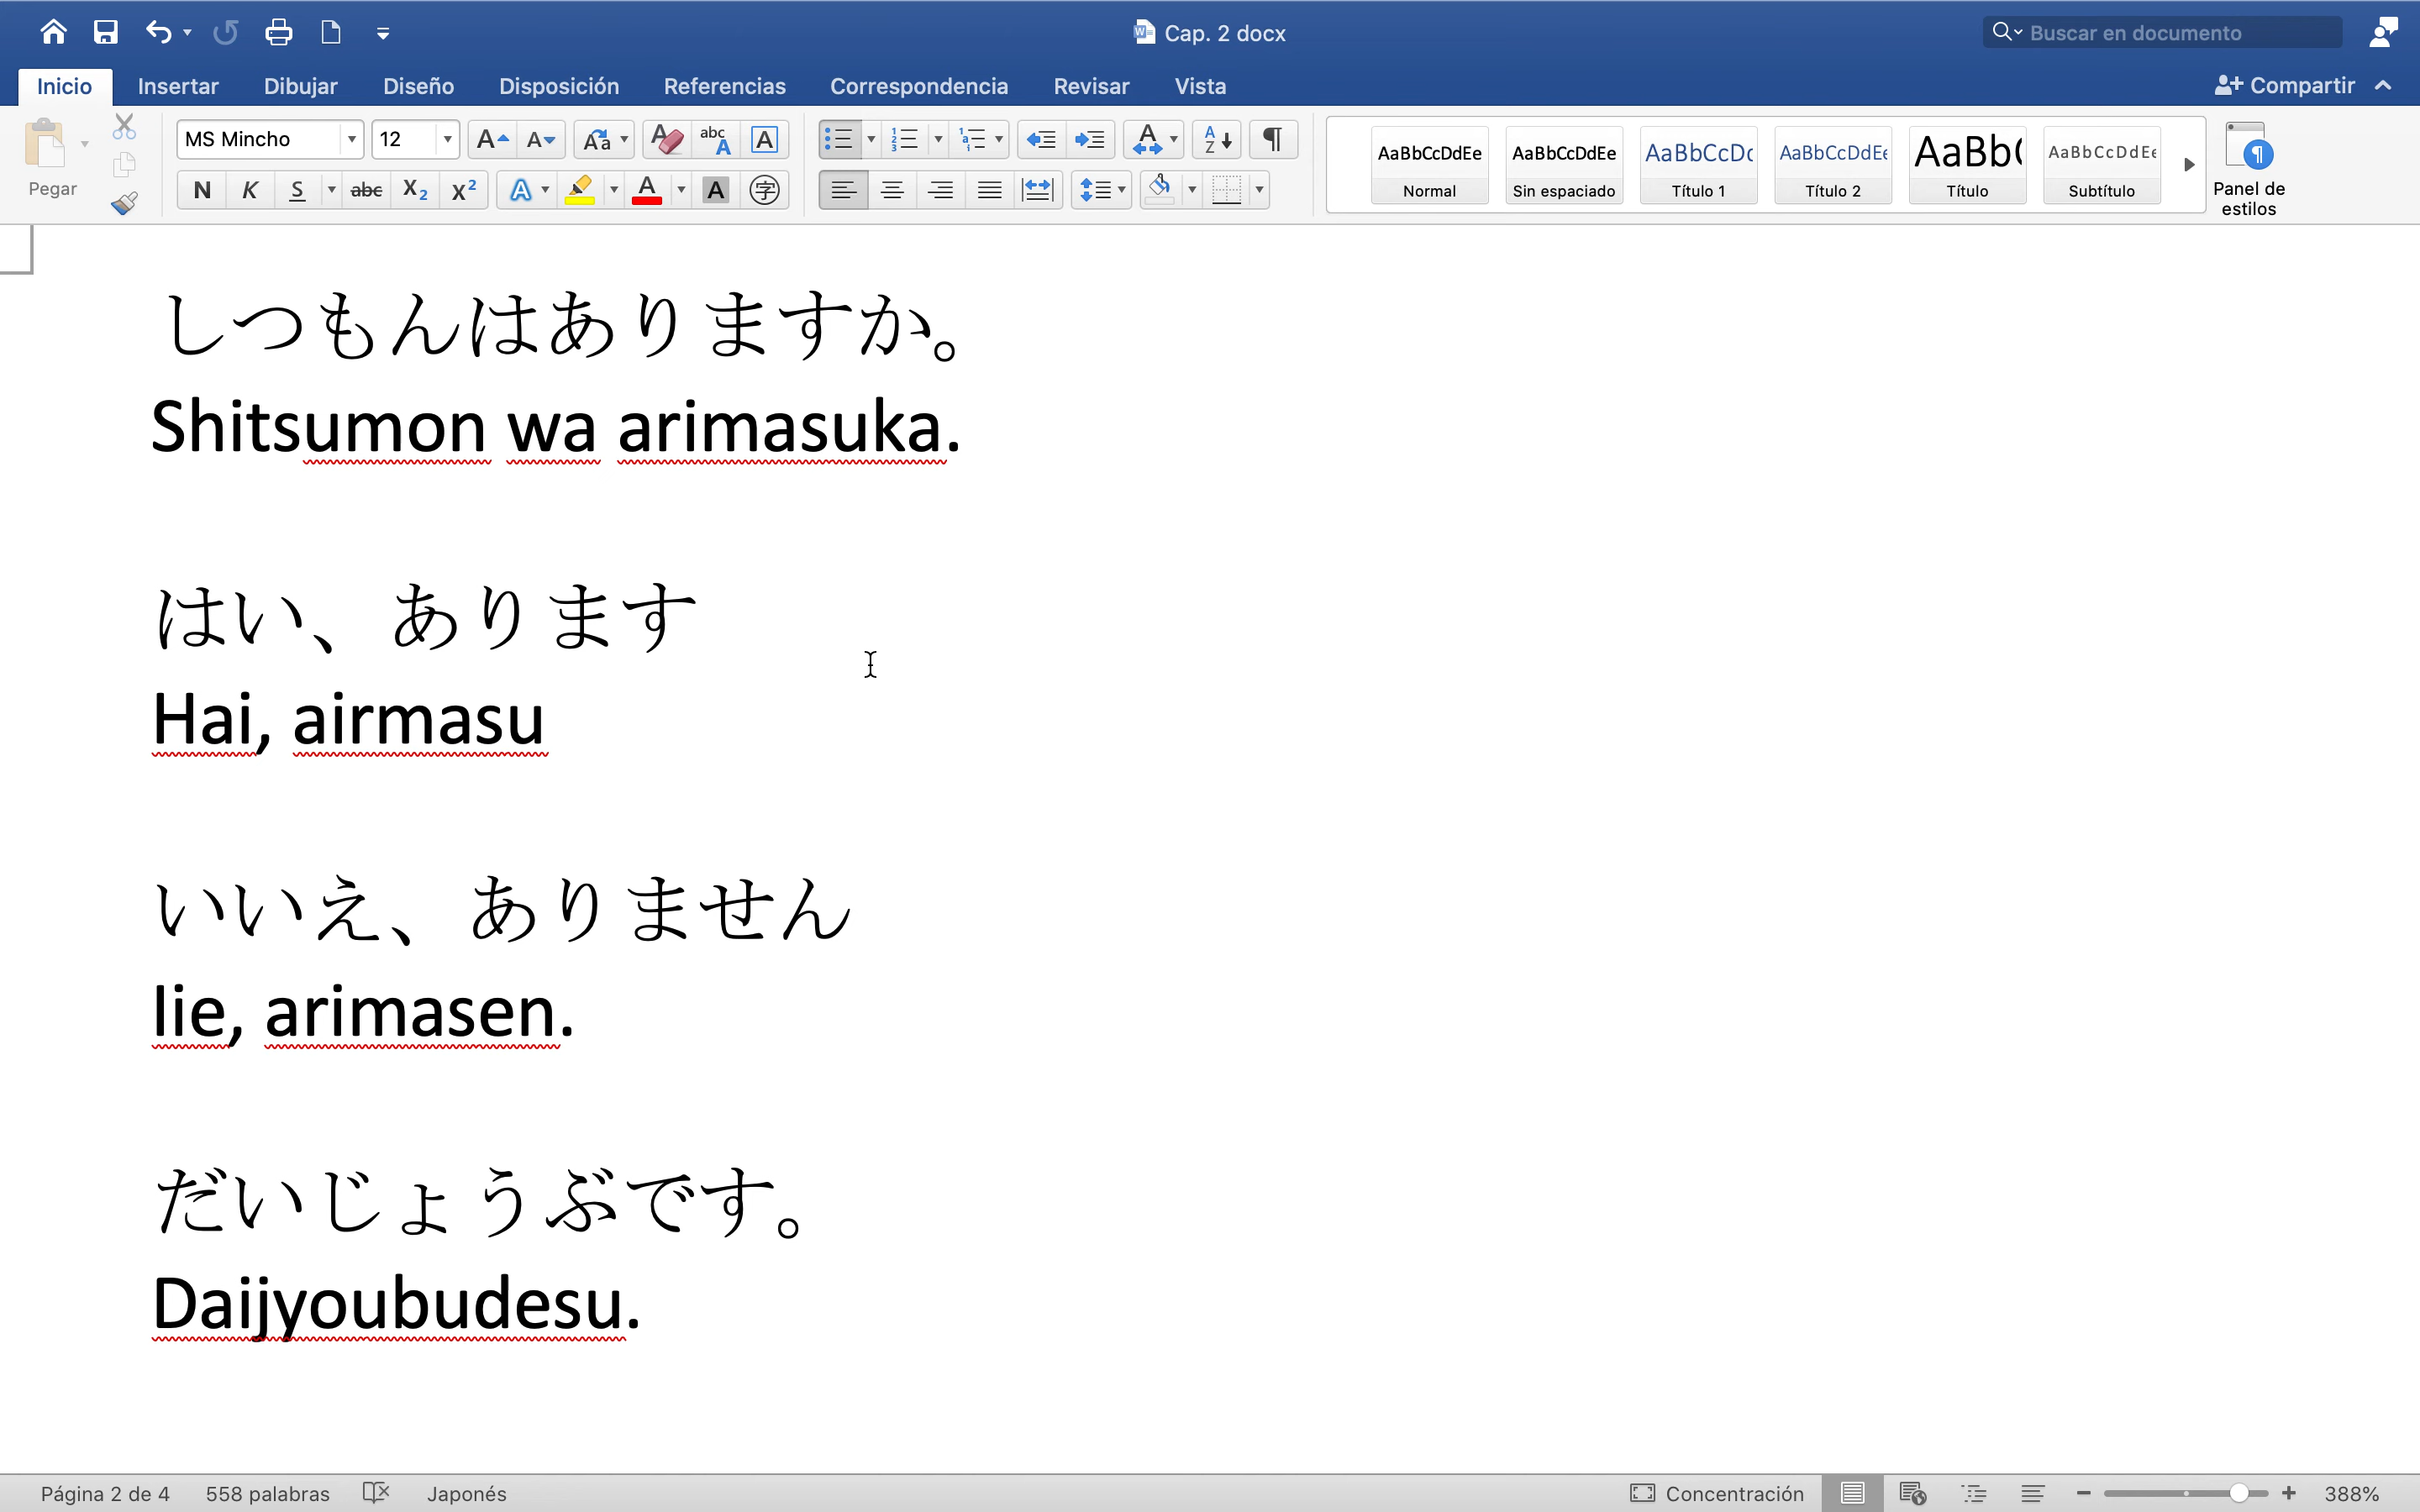 Cap. 2 docx
Buscar en documento
Inicio Insertar Dibujar Diseño Disposición Referencias Correspondencia Revisar Vista Compartir
Pegar
MS Mincho 12
N K S abc X2 X2
AaBbCcDdEe AaBbCcDdEe AaBbCcDc AaBbCcDdEe AaBb( AaBbCcDdEe
Normal Sin espaciado Título 1 Título 2 Título Subtítulo
Panel de
estilos
しつもんはありますか。
Shitsumon wa arimasuka.
はい、あります
Hai, airmasu
いいえ、ありません
Iie, arimasen.
だいじょうぶです。
Daijyoubudesu.
Página 2 de 4 558 palabras Japonés Concentración 388%